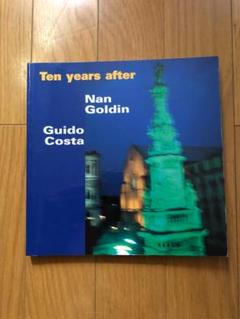 Ten years after
Nan
Goldin
Guido
Costa